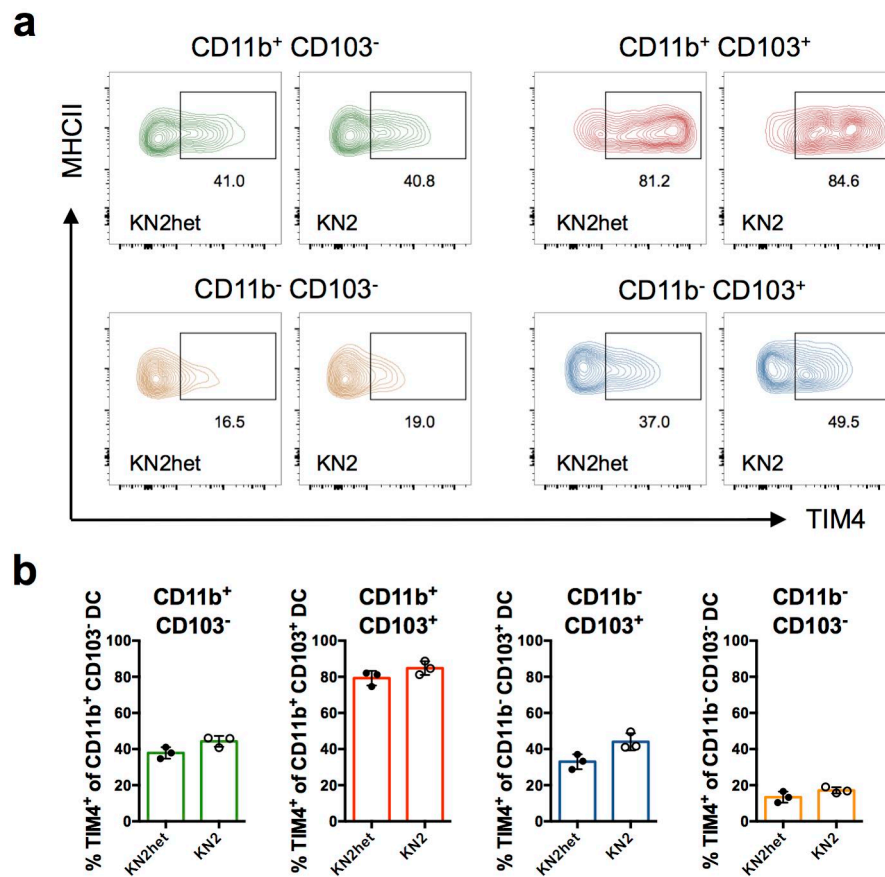 a
CD11b⁺ CD103⁻
CD11b⁺ CD103⁺
MHCII
41.0
KN2het
40.8
KN2
81.2
KN2het
84.6
KN2
CD11b⁻ CD103⁻
CD11b⁻ CD103⁺
16.5
KN2het
19.0
KN2
37.0
KN2het
49.5
KN2
TIM4
b
CD11b⁺
CD103⁻
% TIM4⁺ of CD11b⁺ CD103⁻ DC
100
80
60
40
20
0
KN2het
KN2
CD11b⁺
CD103⁺
% TIM4⁺ of CD11b⁺ CD103⁺ DC
100
80
60
40
20
0
KN2het
KN2
CD11b⁻
CD103⁺
% TIM4⁺ of CD11b⁻ CD103⁺ DC
100
80
60
40
20
0
KN2het
KN2
CD11b⁻
CD103⁻
% TIM4⁺ of CD11b⁻ CD103⁻ DC
100
80
60
40
20
0
KN2het
KN2